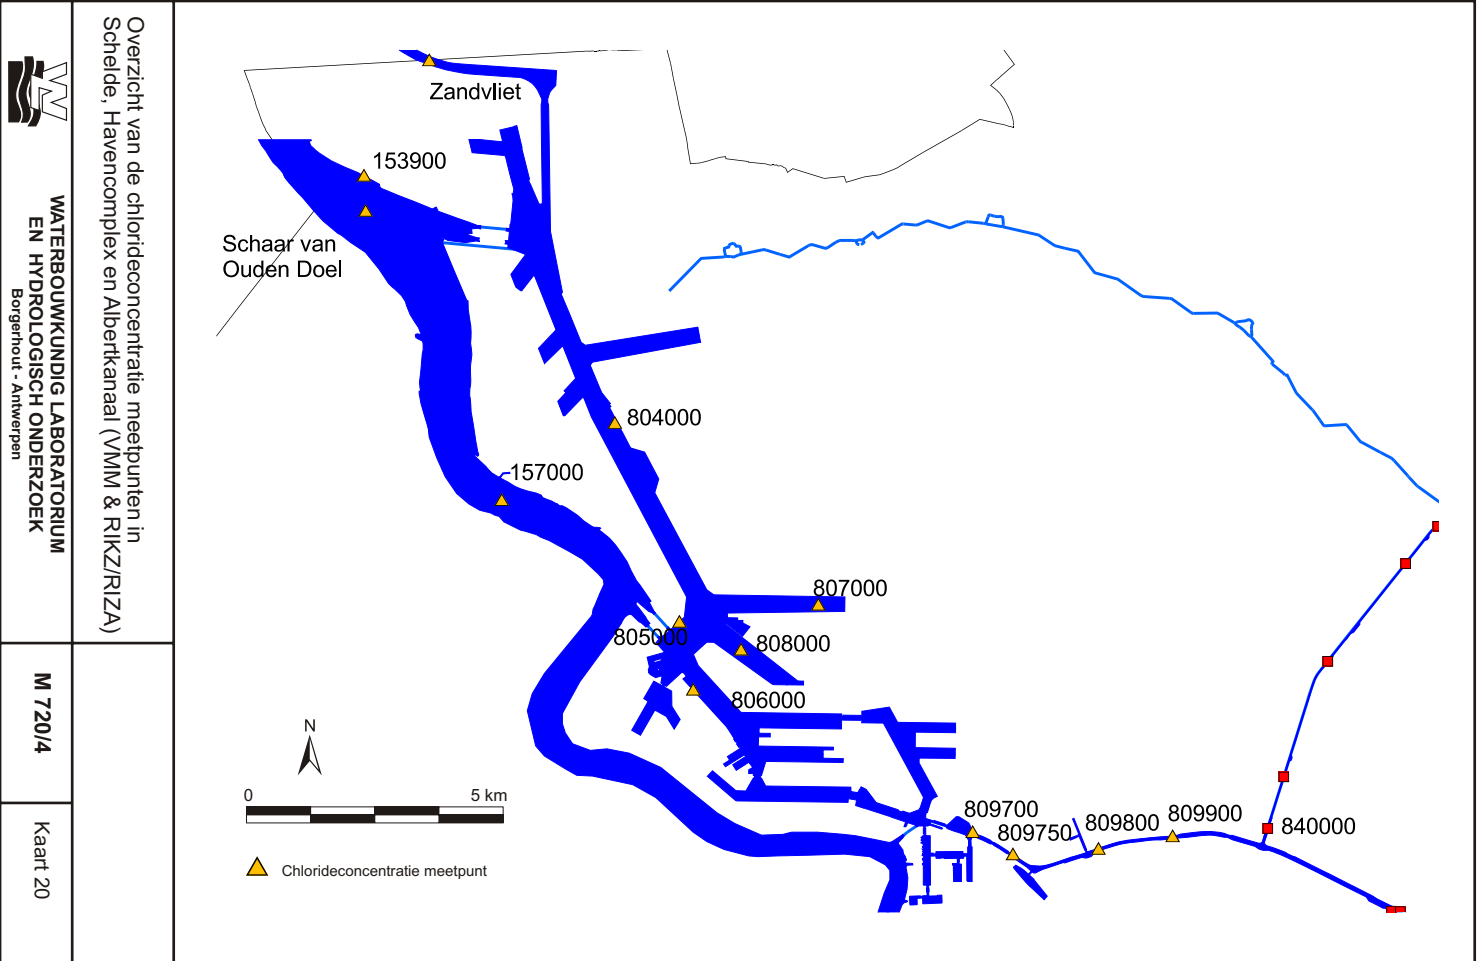 Overzicht van de chlorideconcentratie meetpunten in
Schelde, Havencomplex en Albertkanaal (VMM & RIKZ/RIZA)
WATERBOUWKUNDIG LABORATORIUM
EN HYDROLOGISCH ONDERZOEK
Borgerhout - Antwerpen
M 720/4
Kaart 20
Zandvliet
153900
Schaar van
Ouden Doel
804000
157000
807000
805000
808000
806000
N
0 5 km
809700
809750
809800
809900
840000
Chlorideconcentratie meetpunt